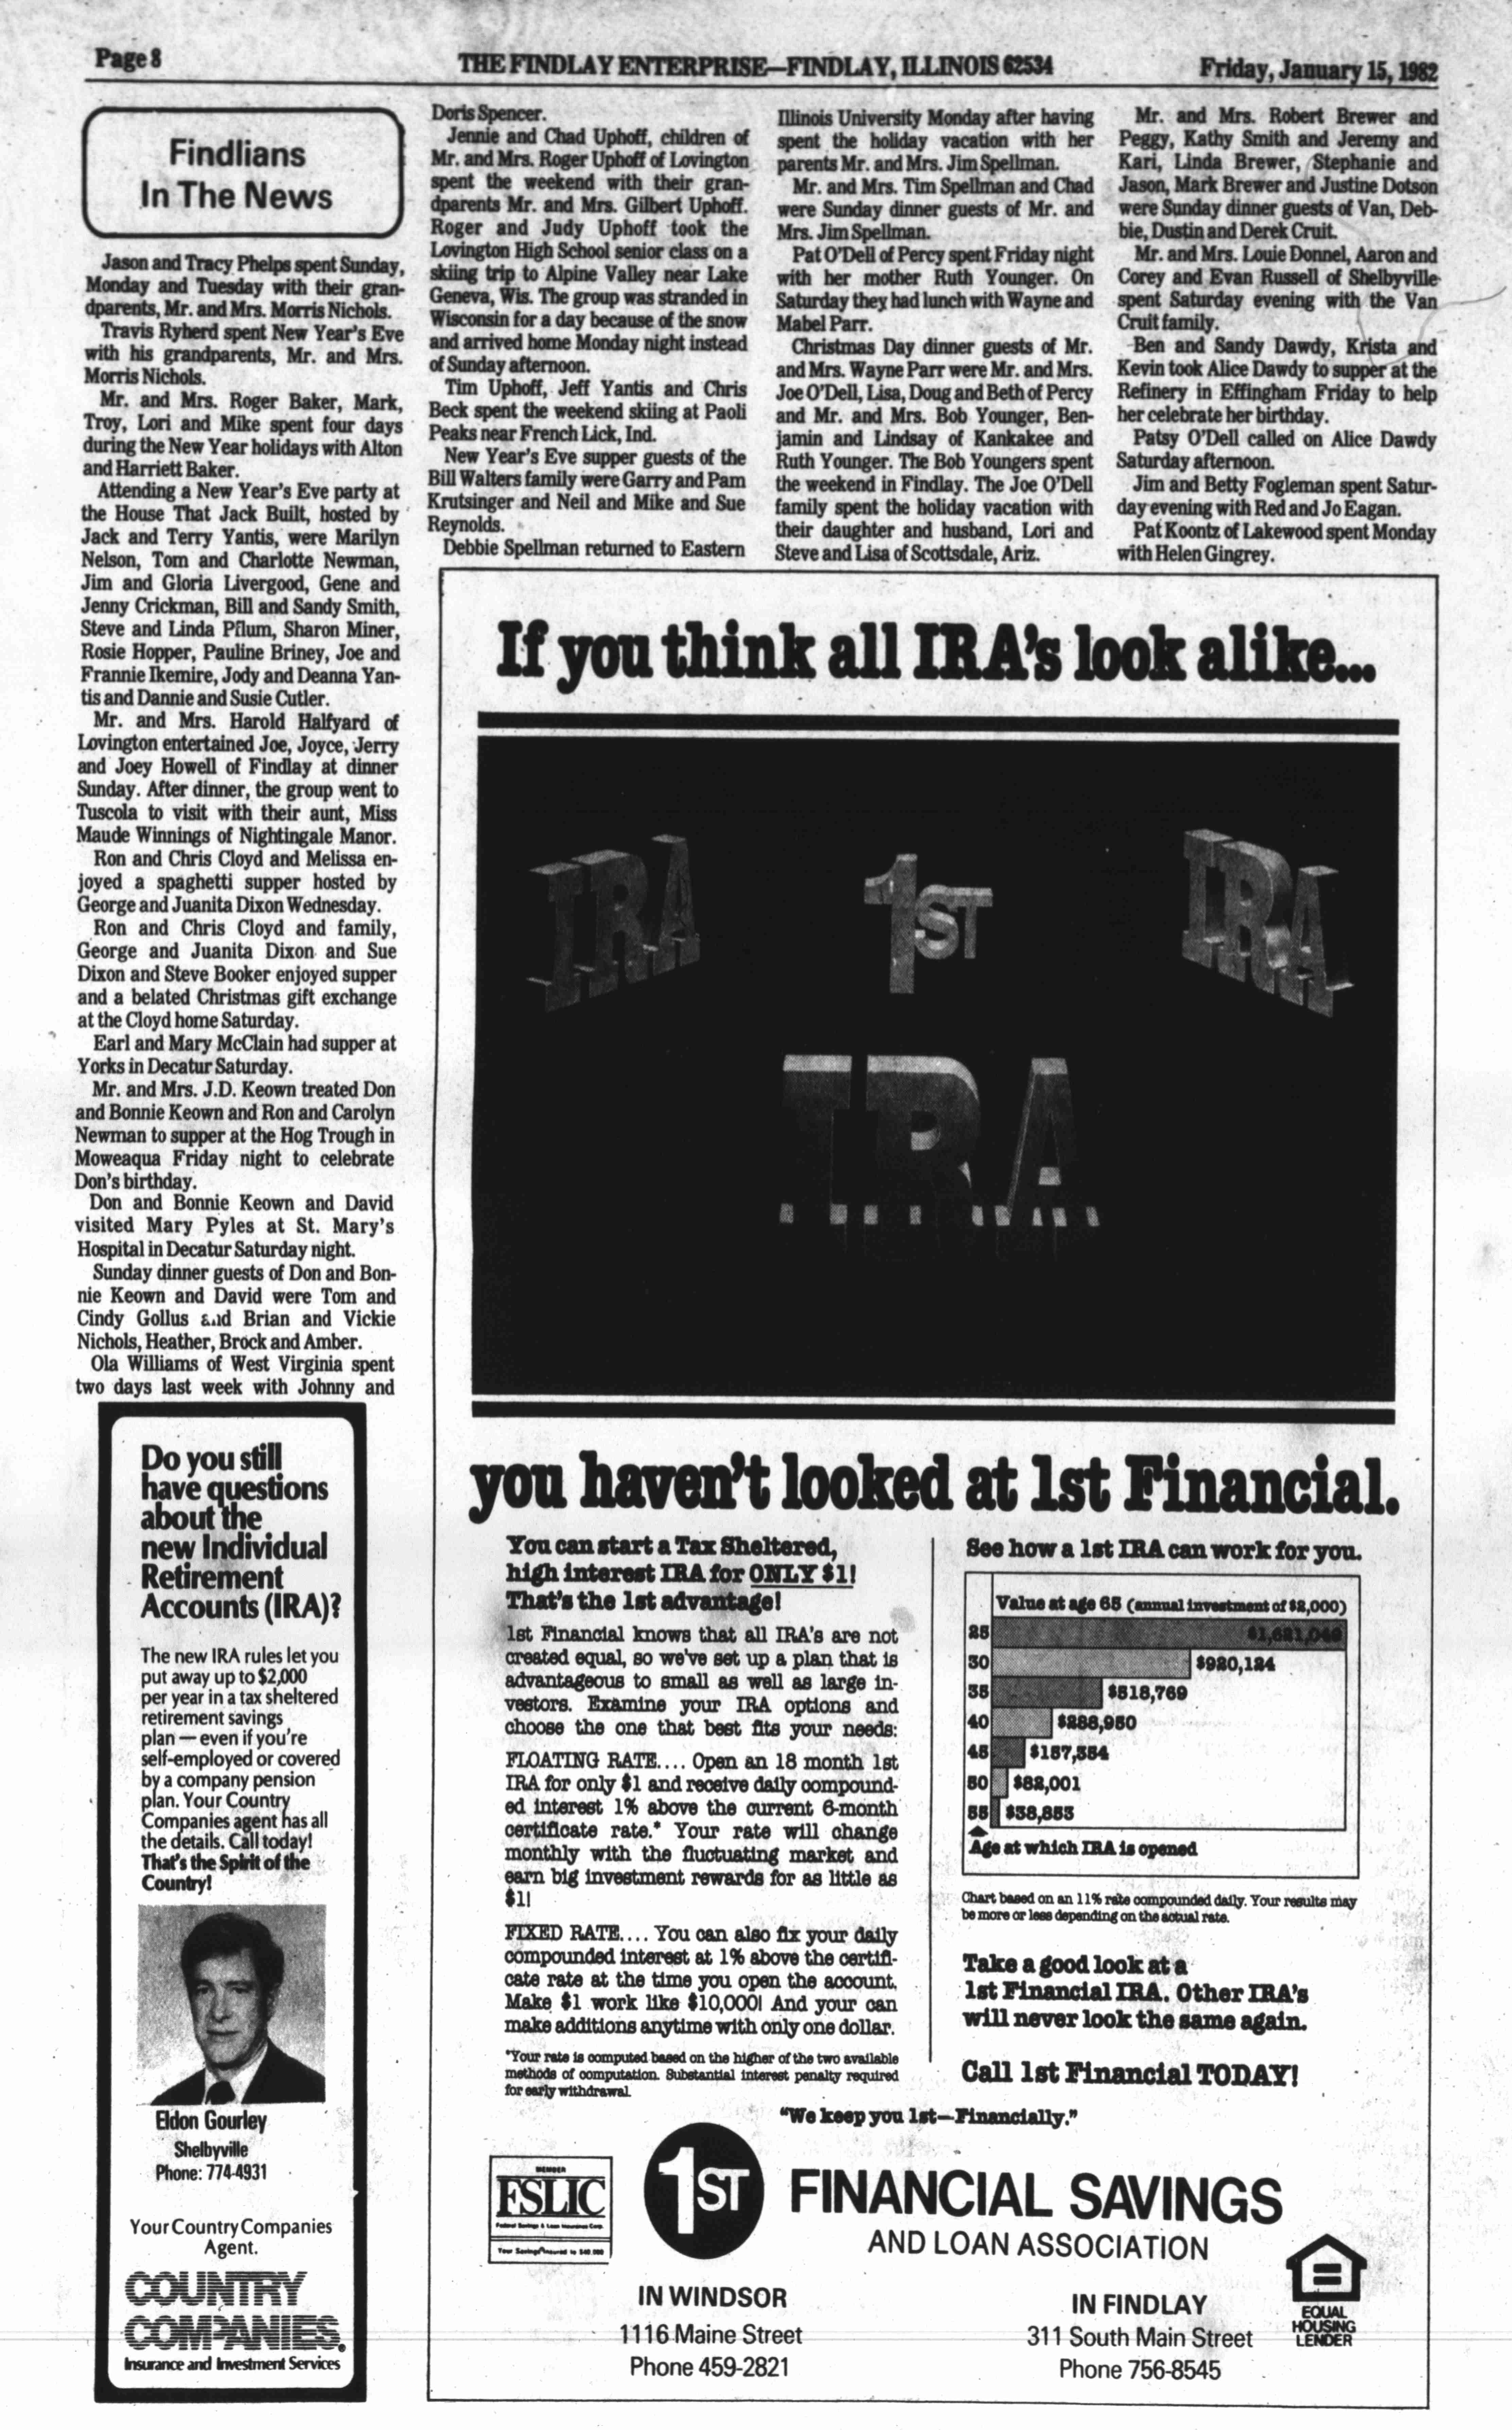 Page 8
THE FINDLAY ENTERPRISE—FINDLAY, ILLINOIS 62534
Friday, January 15, 1982
Findlians
In The News
Jason and Tracy Phelps spent Sunday,
Monday and Tuesday with their gran-
dparents, Mr. and Mrs. Morris Nichols.
Travis Ryherd spent New Year's Eve
with his grandparents, Mr. and Mrs.
Morris Nichols.
Mr. and Mrs. Roger Baker, Mark,
Troy, Lori and Mike spent four days
during the New Year holidays with Alton
and Harriett Baker.
Attending a New Year's Eve party at
the House That Jack Built, hosted by
Jack and Terry Yantis, were Marilyn
Nelson, Tom and Charlotte Newman,
Jim and Gloria Livergood, Gene and
Jenny Crickman, Bill and Sandy Smith,
Steve and Linda Pflum, Sharon Miner,
Rosie Hopper, Pauline Briney, Joe and
Frannie Ikemire, Jody and Deanna Yan-
tis and Dannie and Susie Cutler.
Mr. and Mrs. Harold Halfyard of
Lovington entertained Joe, Joyce, Jerry
and Joey Howell of Findlay at dinner
Sunday. After dinner, the group went to
Tuscola to visit with their aunt, Miss
Maude Winnings of Nightingale Manor.
Ron and Chris Cloyd and Melissa en-
joyed a spaghetti supper hosted by
George and Juanita Dixon Wednesday.
Ron and Chris Cloyd and family,
George and Juanita Dixon and Sue
Dixon and Steve Booker enjoyed supper
and a belated Christmas gift exchange
at the Cloyd home Saturday.
Earl and Mary McClain had supper at
Yorks in Decatur Saturday.
Mr. and Mrs. J.D. Keown treated Don
and Bonnie Keown and Ron and Carolyn
Newman to supper at the Hog Trough in
Moweaqua Friday night to celebrate
Don's birthday.
Don and Bonnie Keown and David
visited Mary Pyles at St. Mary's
Hospital in Decatur Saturday night.
Sunday dinner guests of Don and Bon-
nie Keown and David were Tom and
Cindy Gollus and Brian and Vickie
Nichols, Heather, Brock and Amber.
Ola Williams of West Virginia spent
two days last week with Johnny and
Doris Spencer.
Jennie and Chad Uphoff, children of
Mr. and Mrs. Roger Uphoff of Lovington
spent the weekend with their gran-
dparents Mr. and Mrs. Gilbert Uphoff.
Roger and Judy Uphoff took the
Lovington High School senior class on a
skiing trip to Alpine Valley near Lake
Geneva, Wis. The group was stranded in
Wisconsin for a day because of the snow
and arrived home Monday night instead
of Sunday afternoon.
Tim Uphoff, Jeff Yantis and Chris
Beck spent the weekend skiing at Paoli
Peaks near French Lick, Ind.
New Year's Eve supper guests of the
Bill Walters family were Garry and Pam
Krutsinger and Neil and Mike and Sue
Reynolds.
Debbie Spellman returned to Eastern
Illinois University Monday after having
spent the holiday vacation with her
parents Mr. and Mrs. Jim Spellman.
Mr. and Mrs. Tim Spellman and Chad
were Sunday dinner guests of Mr. and
Mrs. Jim Spellman.
Pat O'Dell of Percy spent Friday night
with her mother Ruth Younger. On
Saturday they had lunch with Wayne and
Mabel Parr.
Christmas Day dinner guests of Mr.
and Mrs. Wayne Parr were Mr. and Mrs.
Joe O'Dell, Lisa, Doug and Beth of Percy
and Mr. and Mrs. Bob Younger, Ben-
jamin and Lindsay of Kankakee and
Ruth Younger. The Bob Youngers spent
the weekend in Findlay. The Joe O'Dell
family spent the holiday vacation with
their daughter and husband, Lori and
Steve and Lisa of Scottsdale, Ariz.
Mr. and Mrs. Robert Brewer and
Peggy, Kathy Smith and Jeremy and
Kari, Linda Brewer, Stephanie and
Jason, Mark Brewer and Justine Dotson
were Sunday dinner guests of Van, Deb-
bie, Dustin and Derek Cruit.
Mr. and Mrs. Louie Donnel, Aaron and
Corey and Evan Russell of Shelbyville
spent Saturday evening with the Van
Cruit family.
Ben and Sandy Dawdy, Krista and
Kevin took Alice Dawdy to supper at the
Refinery in Effingham Friday to help
her celebrate her birthday.
Patsy O'Dell called on Alice Dawdy
Saturday afternoon.
Jim and Betty Fogleman spent Satur-
day evening with Red and Jo Eagan.
Pat Koontz of Lakewood spent Monday
with Helen Gingrey.
Do you still
have questions
about the
new Individual
Retirement
Accounts (IRA)?
The new IRA rules let you
put away up to $2,000
per year in a tax sheltered
retirement savings
plan — even if you're
self-employed or covered
by a company pension
plan. Your Country
Companies agent has all
the details. Call today!
That's the Spirit of the
Country!
Eldon Gourley
Shelbyville
Phone: 774-4931
Your Country Companies
Agent.
COUNTRY
COMPANIES.
Insurance and Investment Services
If you think all IRA's look alike...
IRA
1ST
IRA
IRA
you haven't looked at 1st Financial.
You can start a Tax Sheltered,
high interest IRA for ONLY $1!
That's the 1st advantage!
1st Financial knows that all IRA's are not
created equal, so we've set up a plan that is
advantageous to small as well as large in-
vestors. Examine your IRA options and
choose the one that best fits your needs:
FLOATING RATE.... Open an 18 month 1st
IRA for only $1 and receive daily compound-
ed interest 1% above the current 6-month
certificate rate.* Your rate will change
monthly with the fluctuating market and
earn big investment rewards for as little as
$1!
FIXED RATE.... You can also fix your daily
compounded interest at 1% above the certifi-
cate rate at the time you open the account.
Make $1 work like $10,000! And your can
make additions anytime with only one dollar.
*Your rate is computed based on the higher of the two available
methods of computation. Substantial interest penalty required
for early withdrawal.
See how a 1st IRA can work for you.
Value at age 65 (annual investment of $2,000)
25
30 $920,124
35 $518,769
40 $288,950
45 $157,354
50 $82,001
55 $38,853
Age at which IRA is opened
Chart based on an 11% rate compounded daily. Your results may
be more or less depending on the actual rate.
Take a good look at a
1st Financial IRA. Other IRA's
will never look the same again.
Call 1st Financial TODAY!
"We keep you 1st—Financially."
MEMBER
FSLIC
Federal Savings & Loan Insurance Corp.
Your Savings Insured to $40,000
1ST
FINANCIAL SAVINGS
AND LOAN ASSOCIATION
IN WINDSOR
1116 Maine Street
Phone 459-2821
IN FINDLAY
311 South Main Street
Phone 756-8545
EQUAL
HOUSING
LENDER